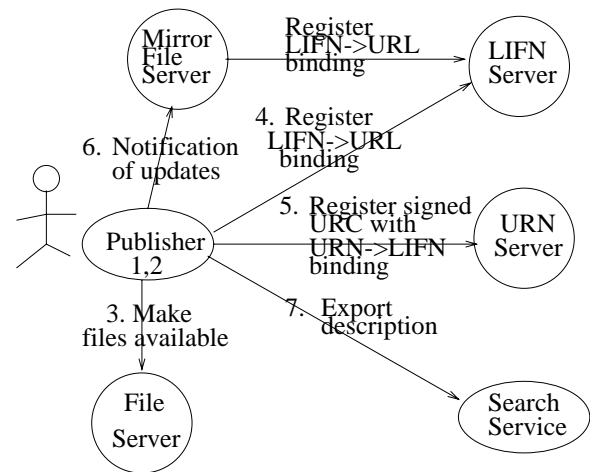 Mirror
File
Server
Register
LIFN->URL
binding
LIFN
Server
4. Register
LIFN->URL
binding
6. Notification
of updates
5. Register signed
URC with
URN->LIFN
binding
URN
Server
Publisher
1,2
3. Make
files available
7. Export
description
File
Server
Search
Service